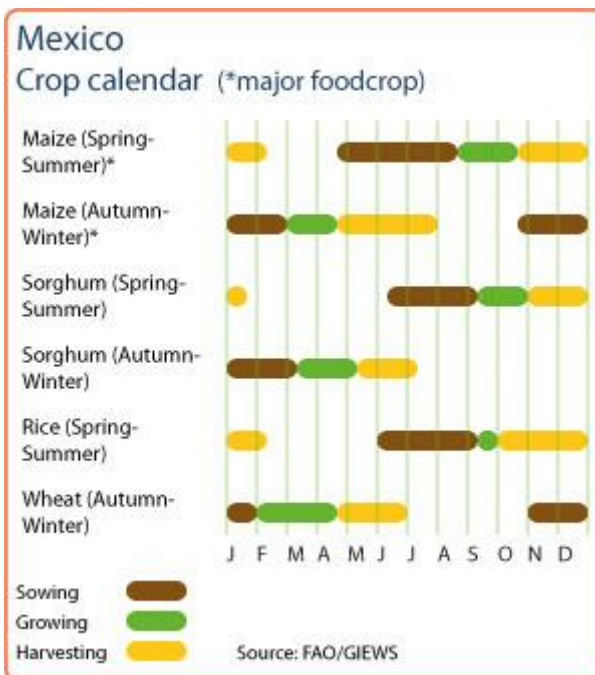 Mexico
Crop calendar (*major foodcrop)
Maize (Spring-
Summer)*
Maize (Autumn-
Winter)*
Sorghum (Spring-
Summer)
Sorghum (Autumn-
Winter)
Rice (Spring-
Summer)
Wheat (Autumn-
Winter)
J F M A M J J A S O N D
Sowing
Growing
Harvesting Source: FAO/GIEWS